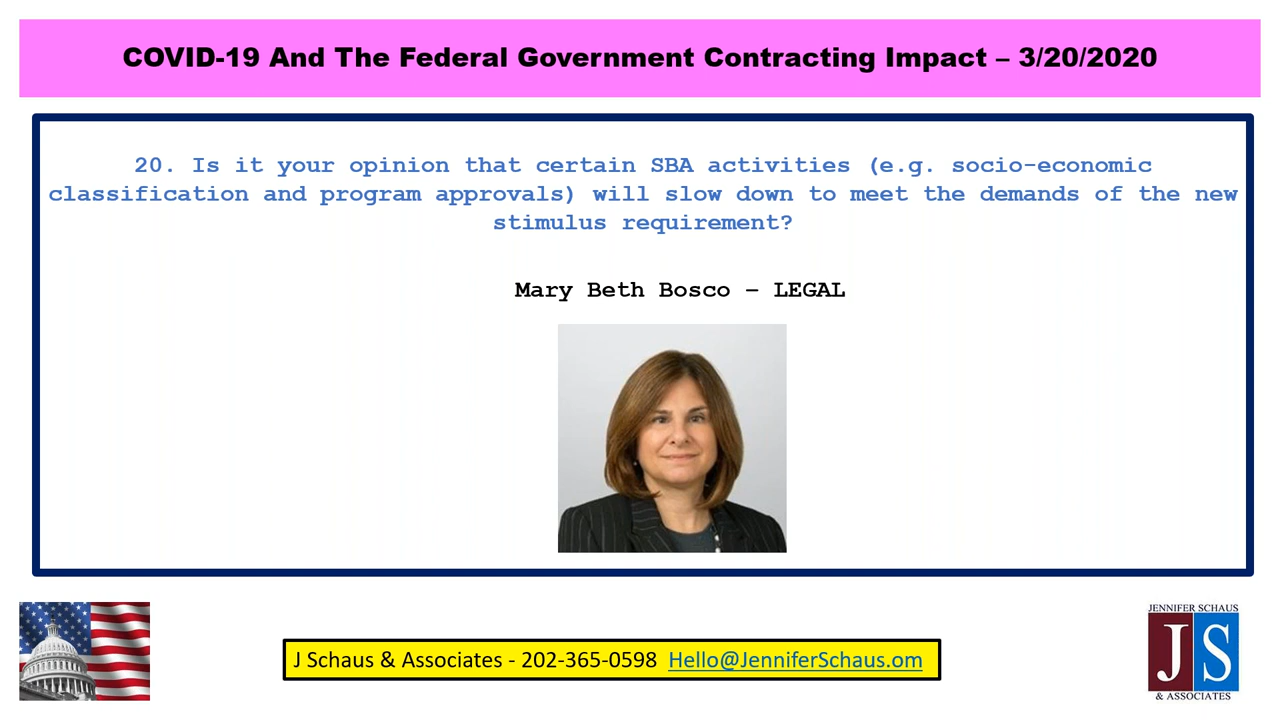 COVID-19 And The Federal Government Contracting Impact – 3/20/2020
20. Is it your opinion that certain SBA activities (e.g. socio-economic
classification and program approvals) will slow down to meet the demands of the new
stimulus requirement?
Mary Beth Bosco – LEGAL
J Schaus & Associates - 202-365-0598 Hello@JenniferSchaus.om
JENNIFER SCHAUS
JS
& ASSOCIATES